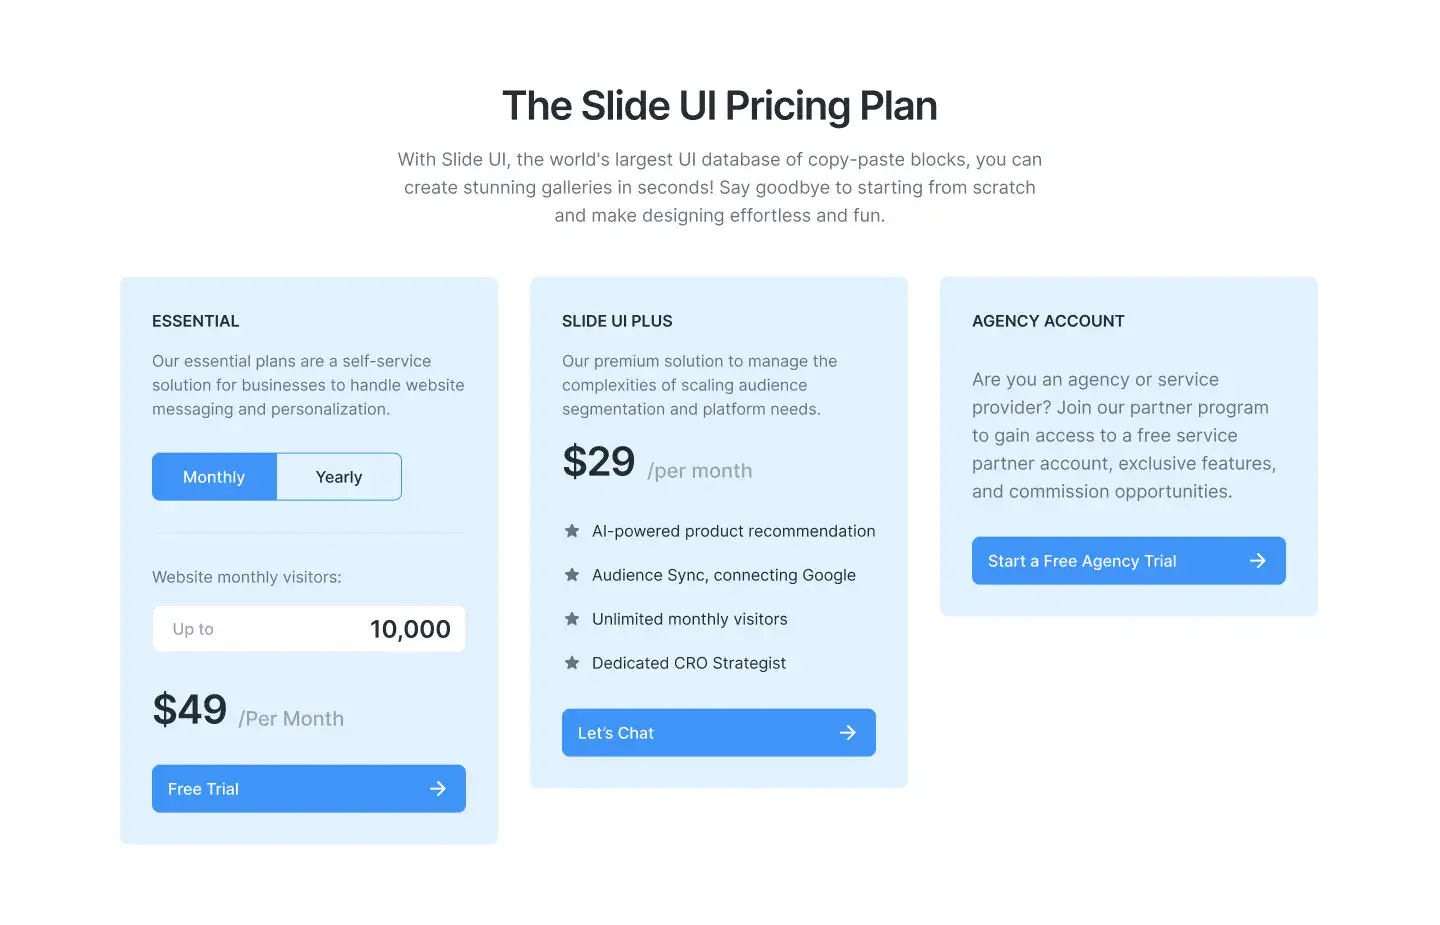 The Slide UI Pricing Plan
With Slide UI, the world's largest UI database of copy-paste blocks, you can
create stunning galleries in seconds! Say goodbye to starting from scratch
and make designing effortless and fun.
ESSENTIAL
Our essential plans are a self-service
solution for businesses to handle website
messaging and personalization.
Monthly Yearly
Website monthly visitors:
Up to 10,000
$49 /Per Month
Free Trial
SLIDE UI PLUS
Our premium solution to manage the
complexities of scaling audience
segmentation and platform needs.
$29 /per month
AI-powered product recommendation
Audience Sync, connecting Google
Unlimited monthly visitors
Dedicated CRO Strategist
Let’s Chat
AGENCY ACCOUNT
Are you an agency or service
provider? Join our partner program
to gain access to a free service
partner account, exclusive features,
and commission opportunities.
Start a Free Agency Trial